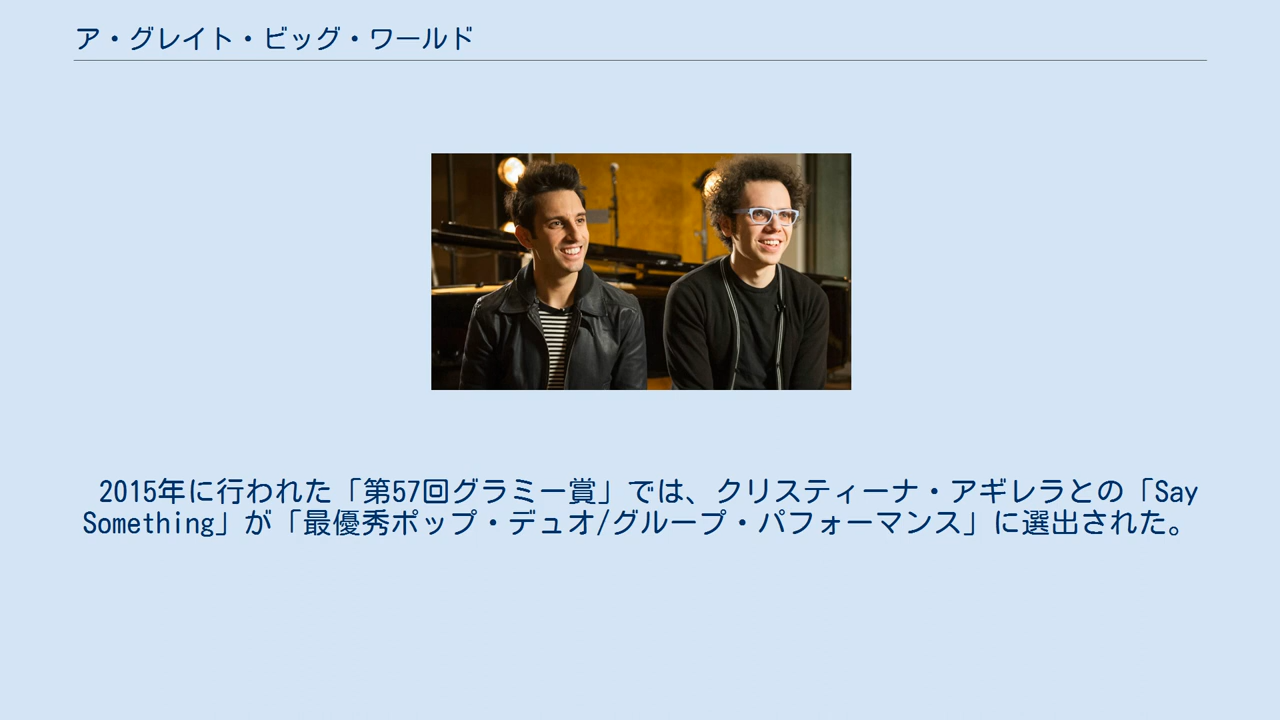 ア・グレイト・ビッグ・ワールド
2015年に行われた「第57回グラミー賞」では、クリスティーナ・アギレラとの「Say
Something」が「最優秀ポップ・デュオ/グループ・パフォーマンス」に選出された。